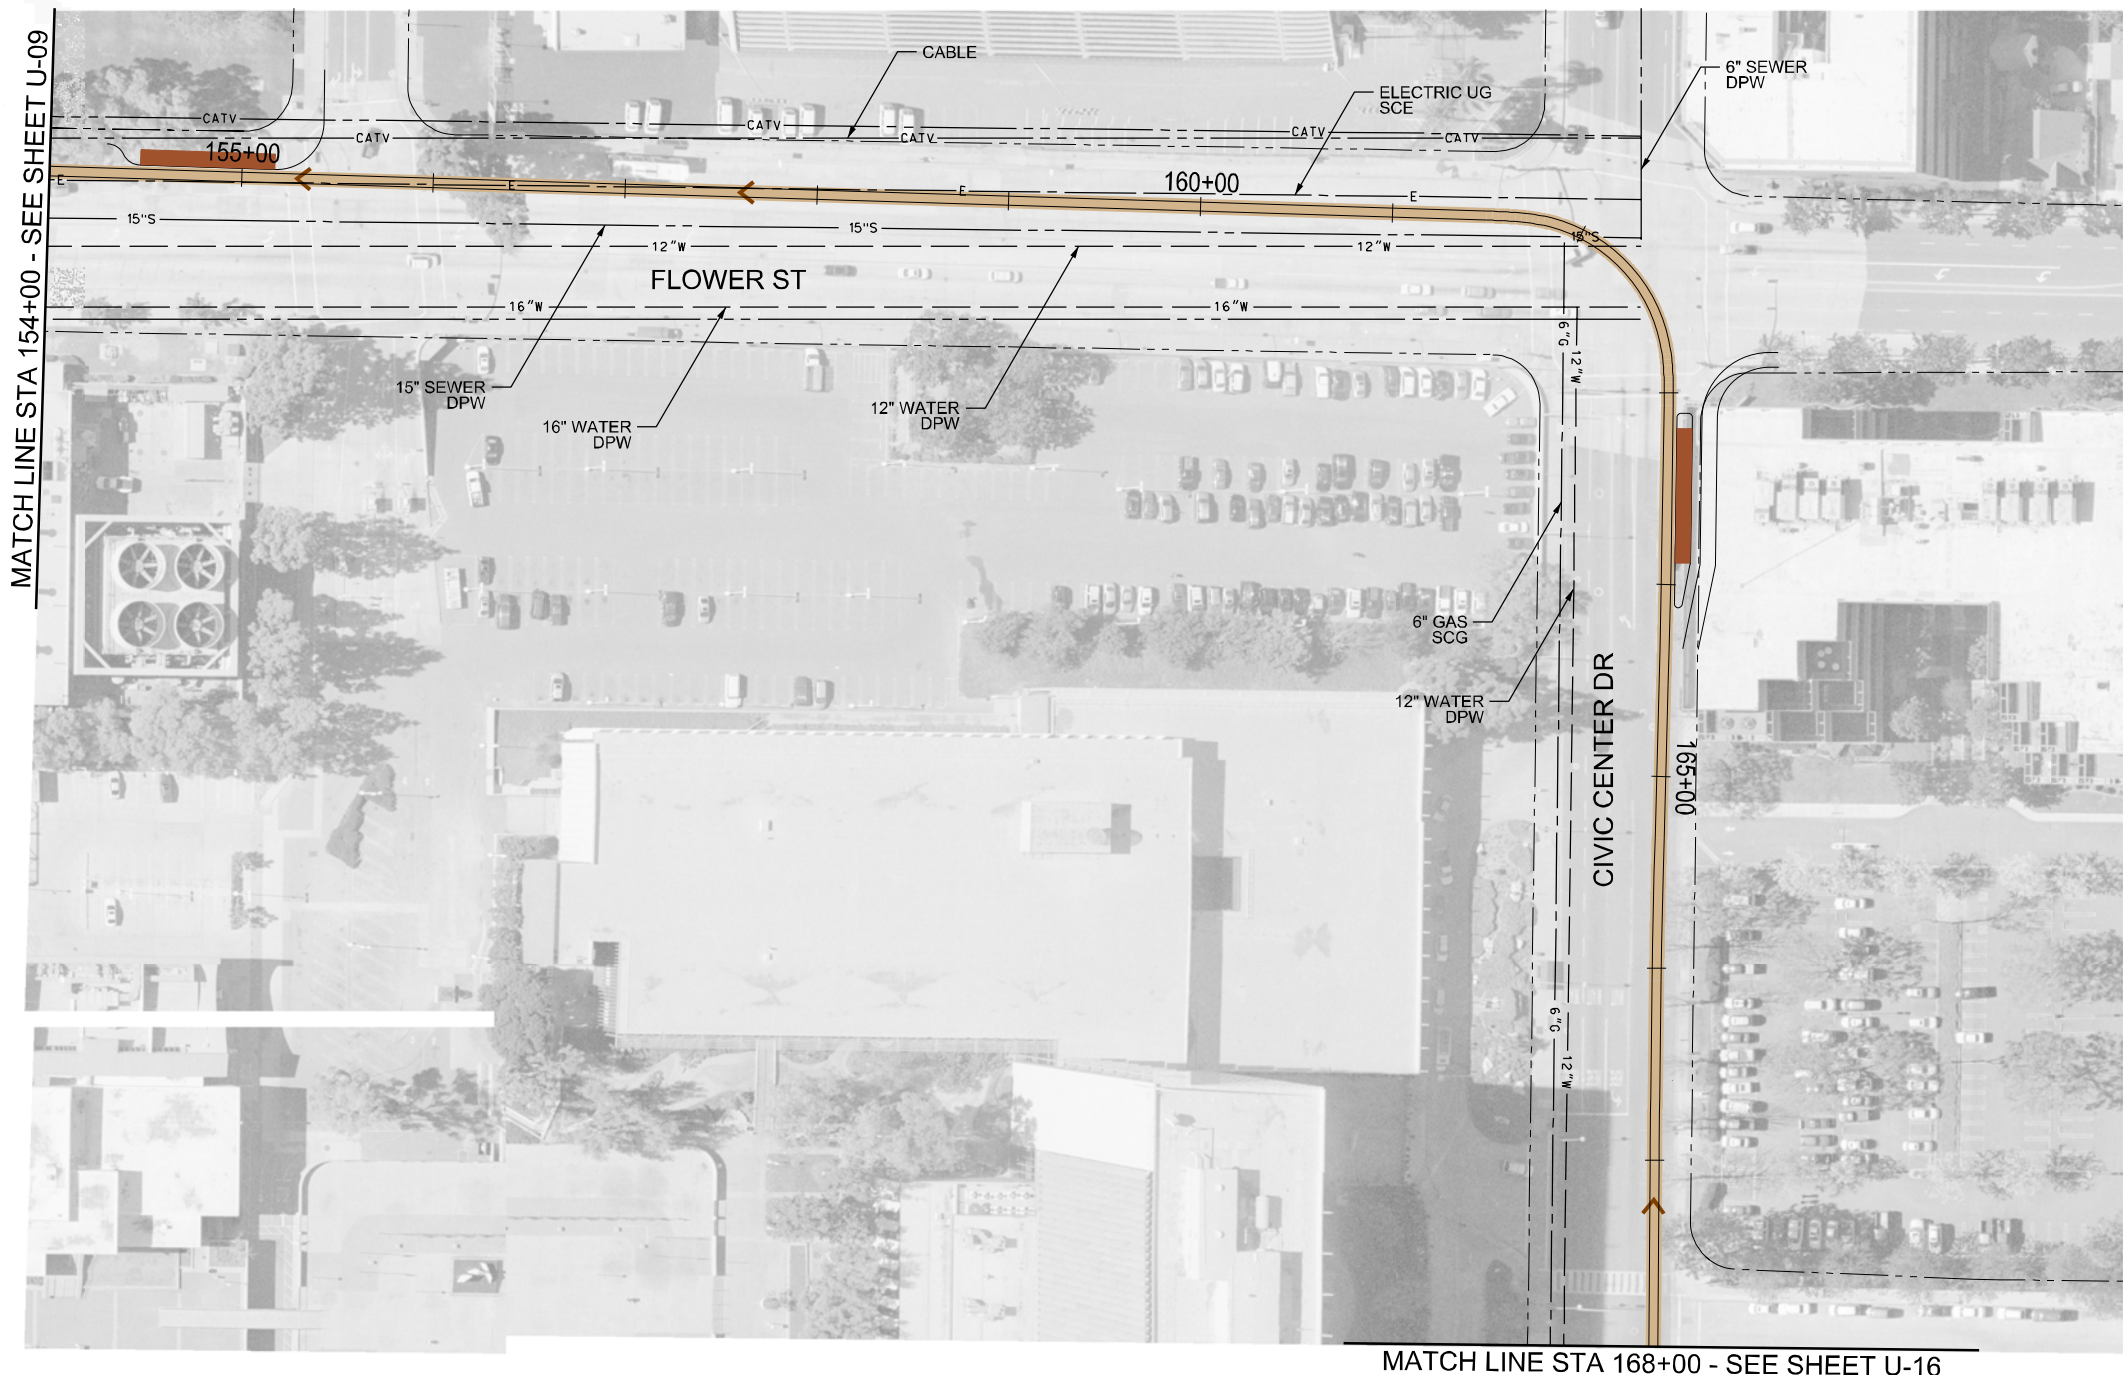 MATCH LINE STA 154+00 - SEE SHEET U-09
CABLE
ELECTRIC UG
SCE
6" SEWER
DPW
CATV
CATV
CATV
CATV
CATV
CATV
155+00
160+00
E
E
E
E
15"S
15"S
15"S
12"W
12"W
FLOWER ST
16"W
16"W
15" SEWER
DPW
16" WATER
DPW
12" WATER
DPW
6"G
12"W
6" GAS
SCG
12" WATER
DPW
CIVIC CENTER DR
165+00
6"G
12"W
MATCH LINE STA 168+00 - SEE SHEET U-16